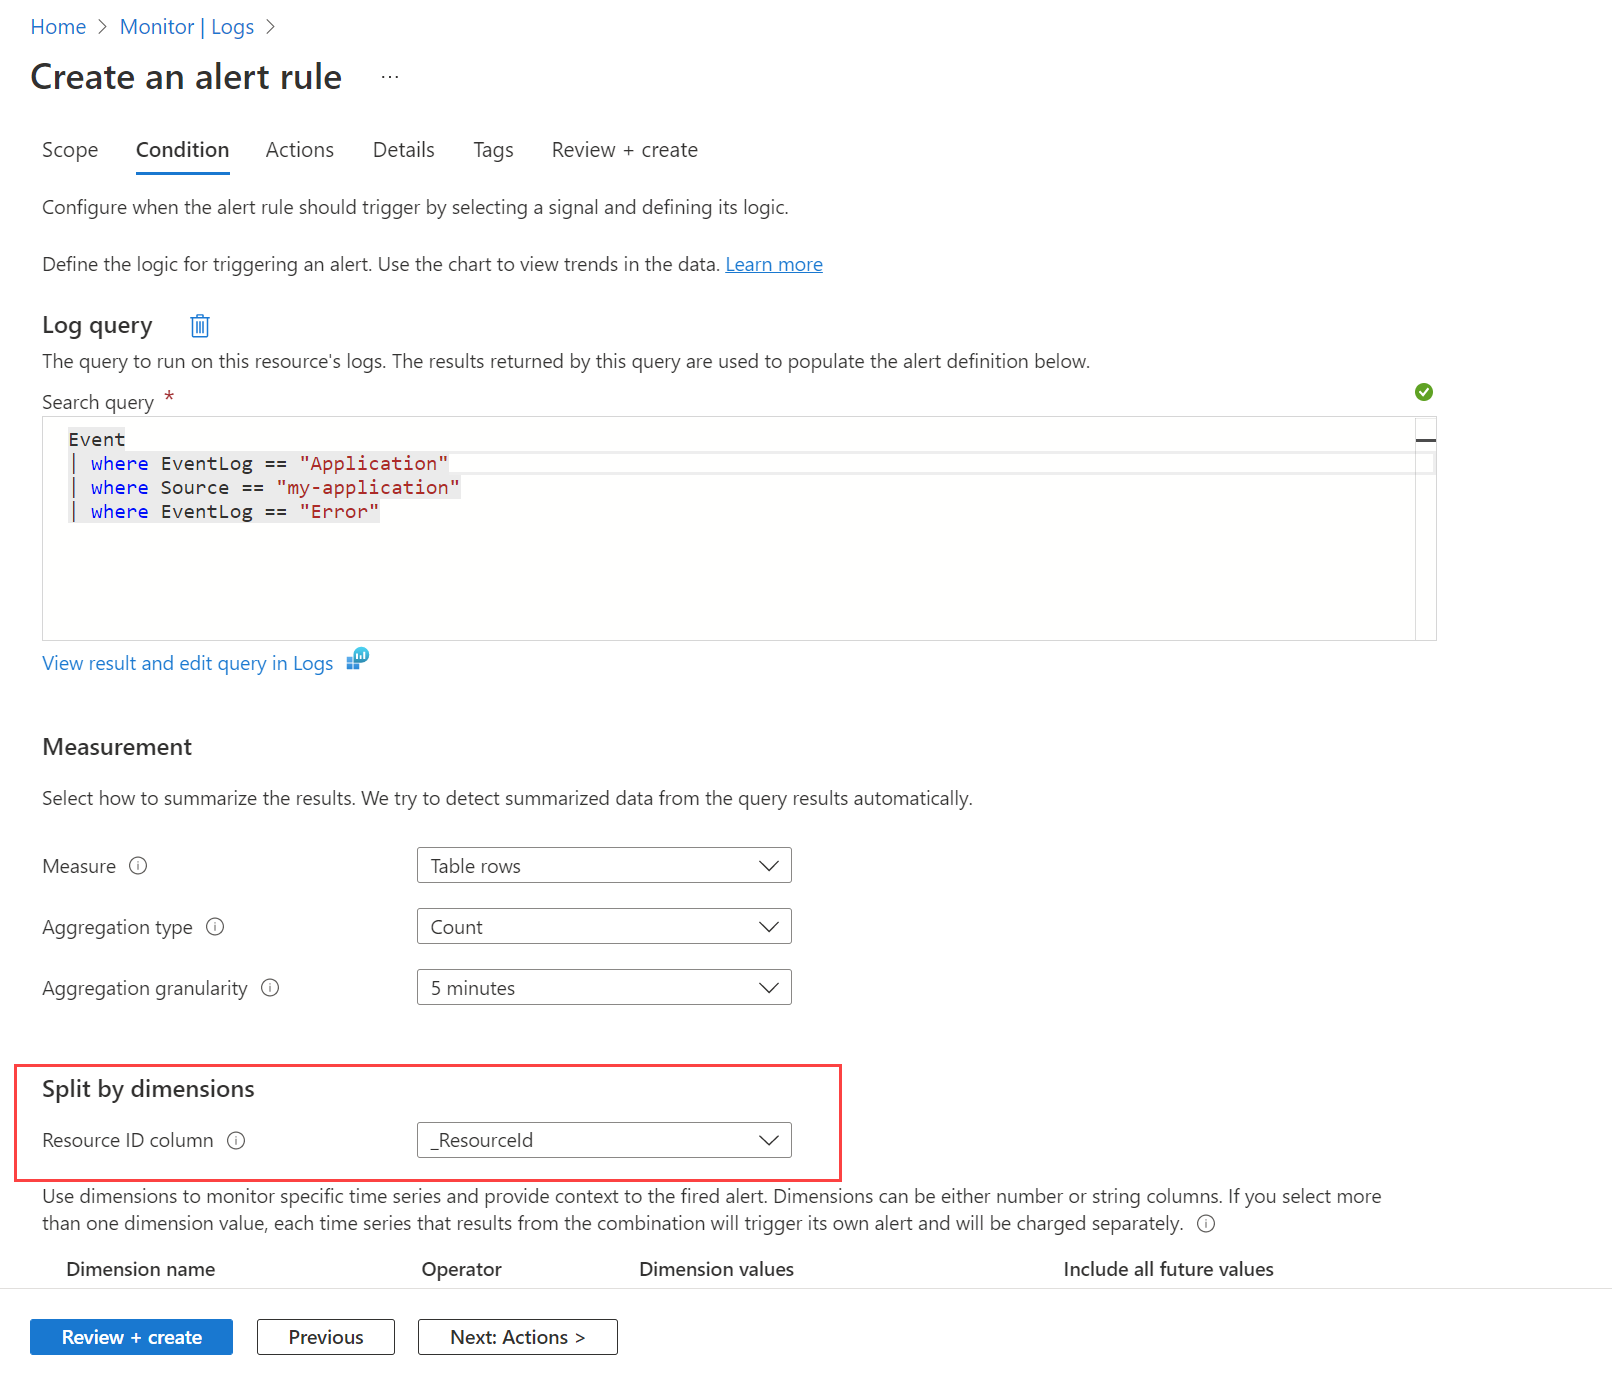 Home > Monitor | Logs >
Create an alert rule ...
Scope Condition Actions Details Tags Review + create
Configure when the alert rule should trigger by selecting a signal and defining its logic.
Define the logic for triggering an alert. Use the chart to view trends in the data. Learn more
Log query
The query to run on this resource's logs. The results returned by this query are used to populate the alert definition below.
Search query *
Event
| where EventLog == "Application"
| where Source == "my-application"
| where EventLog == "Error"
View result and edit query in Logs
Measurement
Select how to summarize the results. We try to detect summarized data from the query results automatically.
Measure Table rows
Aggregation type Count
Aggregation granularity 5 minutes
Split by dimensions
Resource ID column _ResourceId
Use dimensions to monitor specific time series and provide context to the fired alert. Dimensions can be either number or string columns. If you select more
than one dimension value, each time series that results from the combination will trigger its own alert and will be charged separately.
Dimension name Operator Dimension values Include all future values
Review + create Previous Next: Actions >